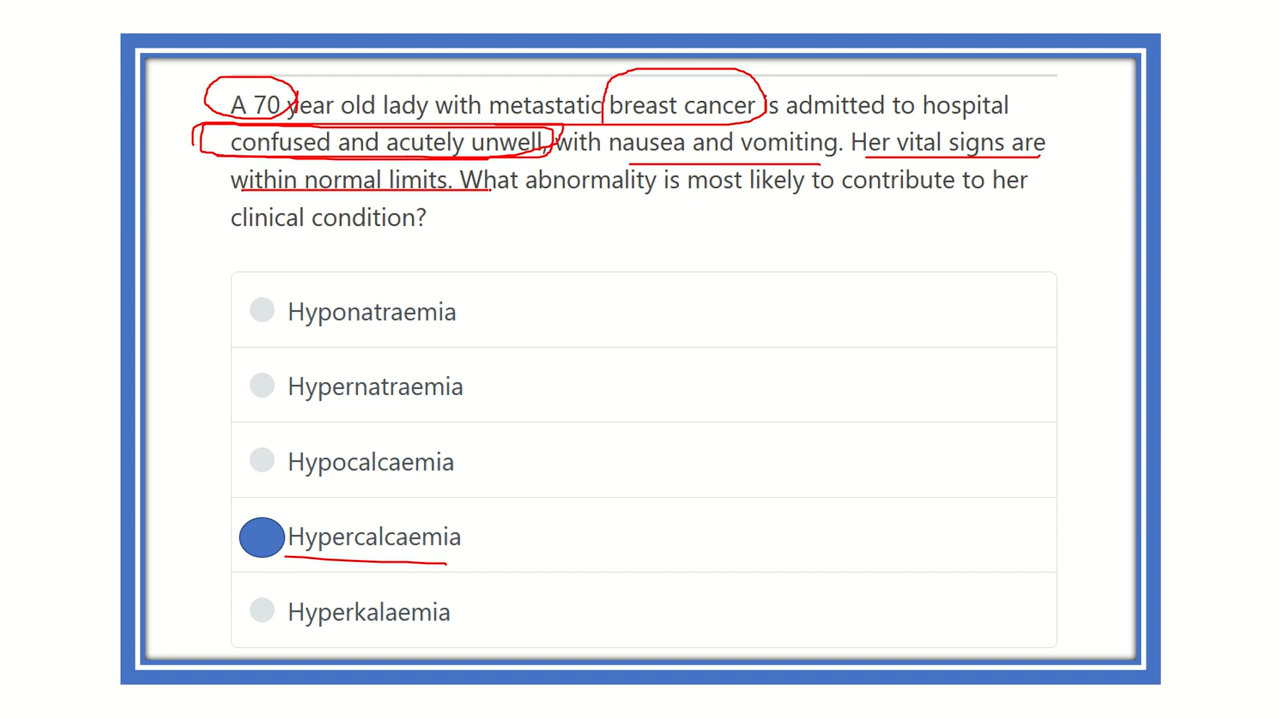 A 70 year old lady with metastatic breast cancer is admitted to hospital
confused and acutely unwell, with nausea and vomiting. Her vital signs are
within normal limits. What abnormality is most likely to contribute to her
clinical condition?
Hyponatraemia
Hypernatraemia
Hypocalcaemia
Hypercalcaemia
Hyperkalaemia